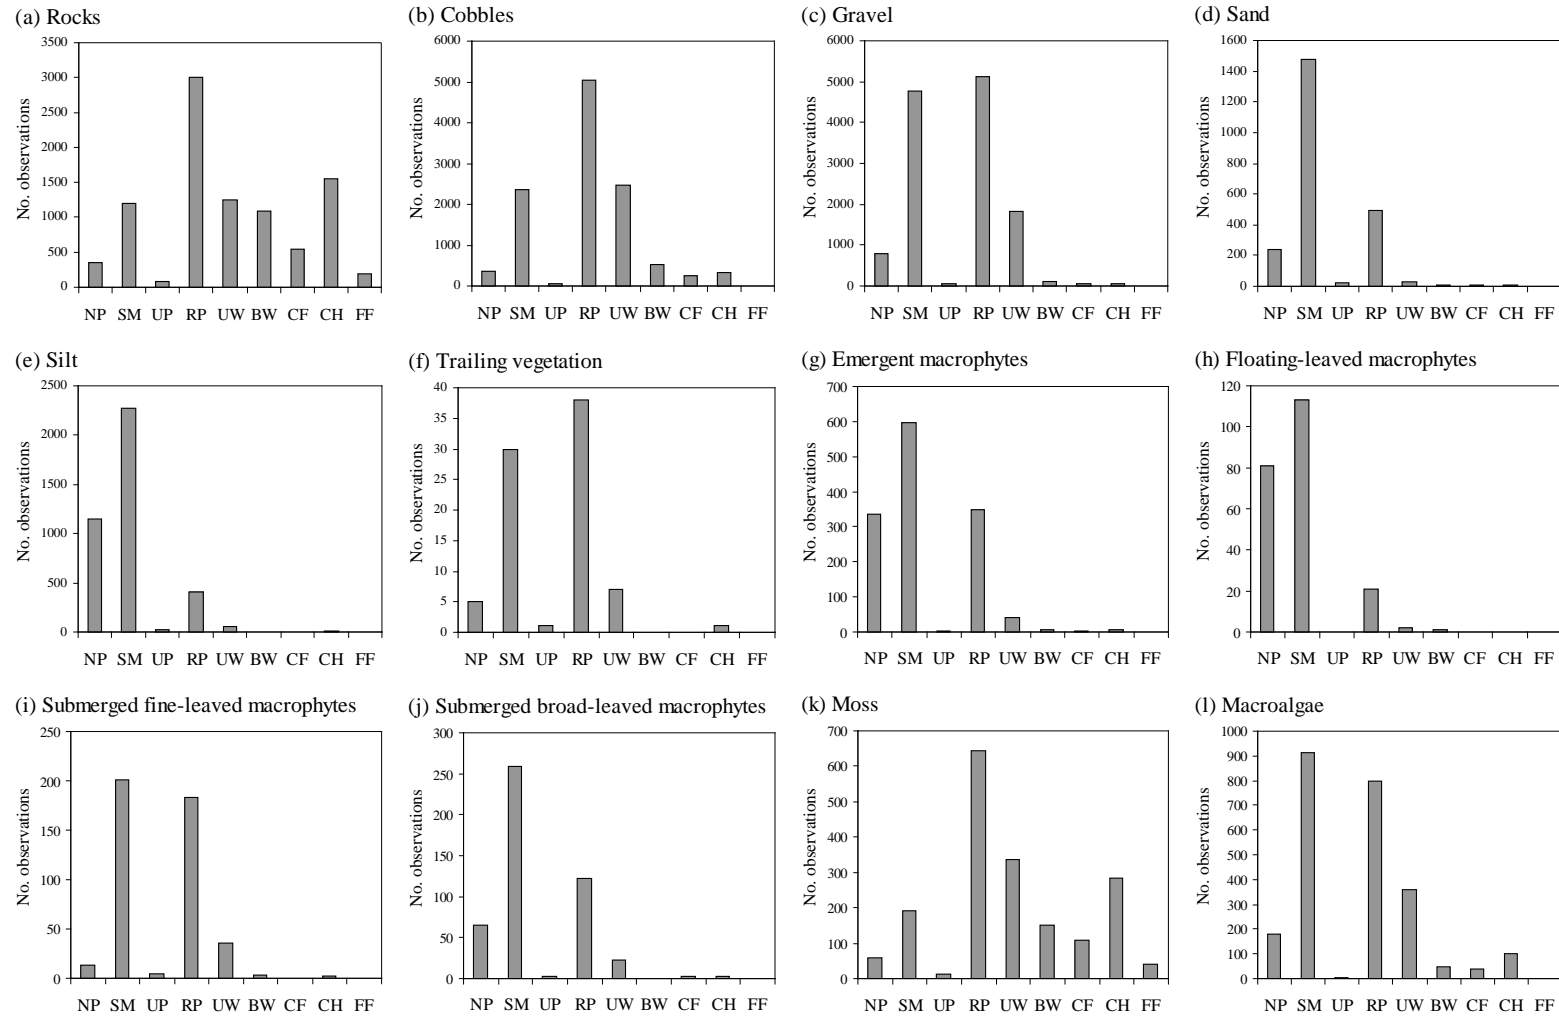 (a) Rocks
No. observations
3500
3000
2500
2000
1500
1000
500
0
NP SM UP RP UW BW CF CH FF
(b) Cobbles
No. observations
6000
5000
4000
3000
2000
1000
0
NP SM UP RP UW BW CF CH FF
(c) Gravel
No. observations
6000
5000
4000
3000
2000
1000
0
NP SM UP RP UW BW CF CH FF
(d) Sand
No. observations
1600
1400
1200
1000
800
600
400
200
0
NP SM UP RP UW BW CF CH FF
(e) Silt
No. observations
2500
2000
1500
1000
500
0
NP SM UP RP UW BW CF CH FF
(f) Trailing vegetation
No. observations
40
35
30
25
20
15
10
5
0
NP SM UP RP UW BW CF CH FF
(g) Emergent macrophytes
No. observations
700
600
500
400
300
200
100
0
NP SM UP RP UW BW CF CH FF
(h) Floating-leaved macrophytes
No. observations
120
100
80
60
40
20
0
NP SM UP RP UW BW CF CH FF
(i) Submerged fine-leaved macrophytes
No. observations
250
200
150
100
50
0
NP SM UP RP UW BW CF CH FF
(j) Submerged broad-leaved macrophytes
No. observations
300
250
200
150
100
50
0
NP SM UP RP UW BW CF CH FF
(k) Moss
No. observations
700
600
500
400
300
200
100
0
NP SM UP RP UW BW CF CH FF
(l) Macroalgae
No. observations
1000
900
800
700
600
500
400
300
200
100
0
NP SM UP RP UW BW CF CH FF